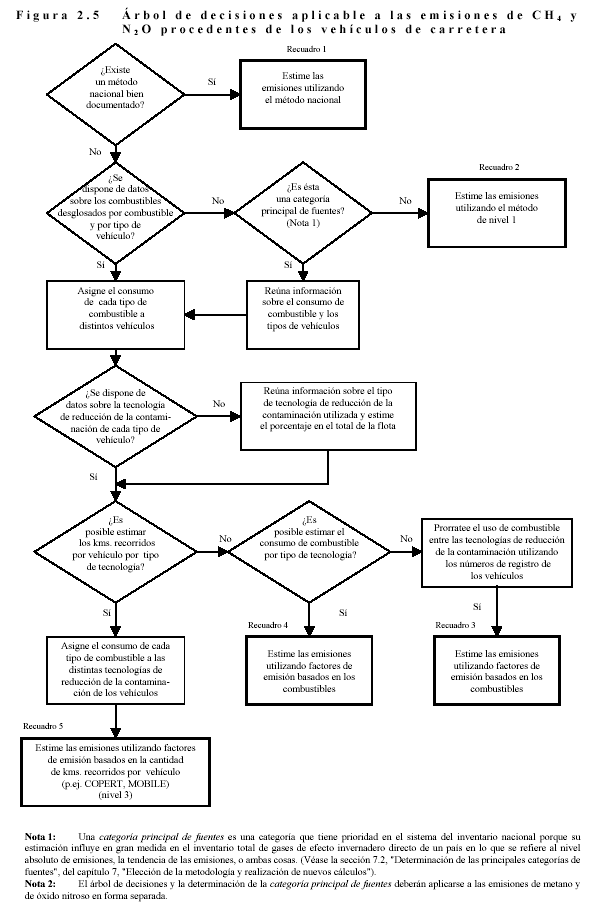 Figura 2.5 Árbol de decisiones aplicable a las emisiones de CH₄ y
N₂O procedentes de los vehículos de carretera
Recuadro 1
¿Existe
un método
nacional bien
documentado?
Sí
Estime las
emisiones utilizando
el método nacional
No
Recuadro 2
¿Se
dispone de datos
sobre los combustibles
desglosados por combustible
y por tipo de
vehículo?
No
¿Es ésta
una categoría
principal de fuentes?
(Nota 1)
No
Estime las emisiones
utilizando el método
de nivel 1
Sí
Sí
Asigne el consumo
de cada tipo de
combustible a
distintos vehículos
Reúna información
sobre el consumo de
combustible y los
tipos de vehículos
¿Se dispone de
datos sobre la tecnología
de reducción de la contami-
nación de cada tipo de
vehículo?
No
Reúna información sobre el tipo
de tecnología de reducción de la
contaminación utilizada y estime
el porcentaje en el total de la flota
Sí
¿Es
posible estimar
los kms. recorridos
por vehículo por tipo
de tecnología?
No
¿Es
posible estimar el
consumo de combustible
por tipo de tecnología?
No
Prorratee el uso de combustible
entre las tecnologías de reducción
de la contaminación utilizando
los números de registro de
los vehículos
Sí
Sí
Sí
Recuadro 4
Recuadro 3
Asigne el consumo de cada
tipo de combustible a las
distintas tecnologías de
reducción de la contamina-
ción de los vehículos
Estime las emisiones
utilizando factores de
emisión basados en los
combustibles
Estime las emisiones
utilizando factores de
emisión basados en los
combustibles
Recuadro 5
Estime las emisiones utilizando factores
de emisión basados en la cantidad
de kms. recorridos por vehículo
(p.ej. COPERT, MOBILE)
(nivel 3)
Nota 1: Una categoría principal de fuentes es una categoría que tiene prioridad en el sistema del inventario nacional porque su
estimación influye en gran medida en el inventario total de gases de efecto invernadero directo de un país en lo que se refiere al nivel
absoluto de emisiones, la tendencia de las emisiones, o ambas cosas. (Véase la sección 7.2, "Determinación de las principales categorías de
fuentes", del capítulo 7, "Elección de la metodología y realización de nuevos cálculos").
Nota 2: El árbol de decisiones y la determinación de la categoría principal de fuentes deberán aplicarse a las emisiones de metano y
de óxido nitroso en forma separada.